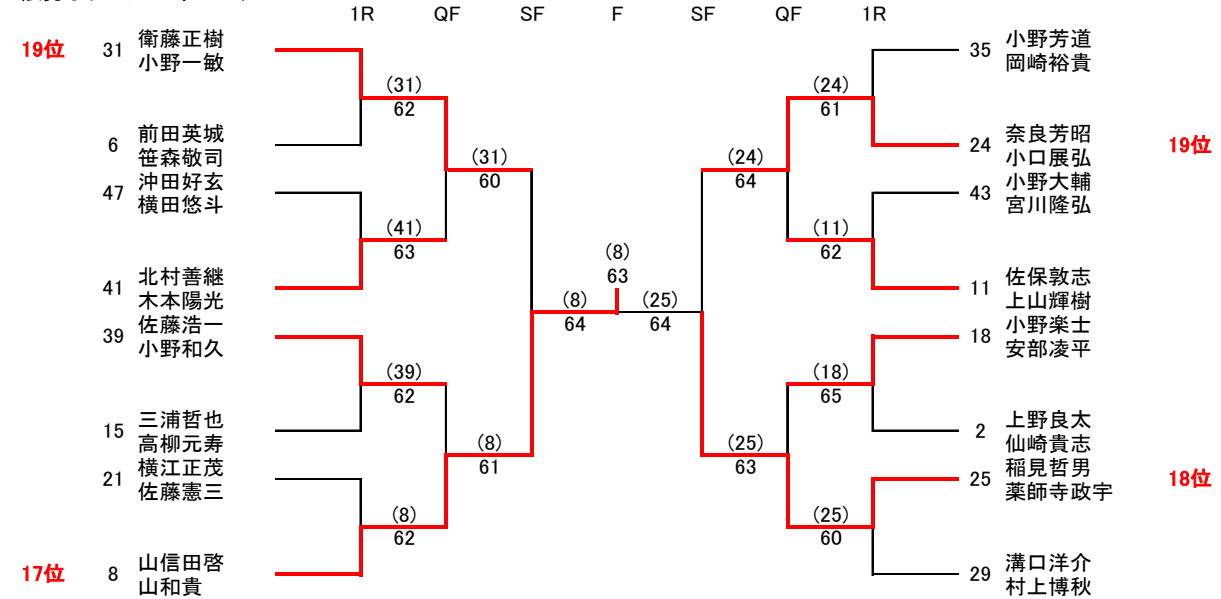 1R QF SF F SF QF 1R
19位 31 衛藤正樹
小野一敏
6 前田英城
笹森敬司
47 沖田好玄
横田悠斗
41 北村善継
木本陽光
39 佐藤浩一
小野和久
15 三浦哲也
高柳元寿
21 横江正茂
佐藤憲三
17位 8 山信田啓
山和貴
(31)
62
(41)
63
(39)
62
(8)
62
(31)
60
(8)
61
(8)
64
(8)
63
(25)
64
(24)
64
(25)
63
(24)
61
(11)
62
(18)
65
(25)
60
35 小野芳道
岡崎裕貴
24 奈良芳昭 19位
小口展弘
43 小野大輔
宮川隆弘
11 佐保敦志
上山輝樹
18 小野楽士
安部凌平
2 上野良太
仙崎貴志
25 稲見哲男 18位
薬師寺政宇
29 溝口洋介
村上博秋